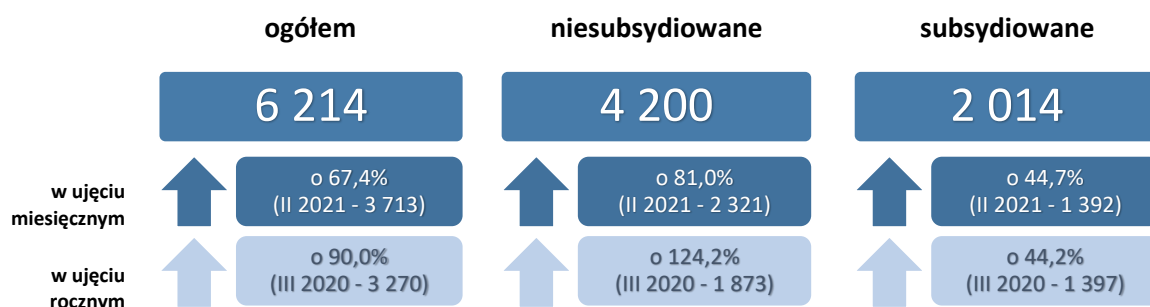 ogółem niesubsydiowane subsydiowane
6 214 4 200 2 014
w ujęciu
miesięcznym
o 67,4%
(II 2021 - 3 713)
o 81,0%
(II 2021 - 2 321)
o 44,7%
(II 2021 - 1 392)
w ujęciu
rocznym
o 90,0%
(III 2020 - 3 270)
o 124,2%
(III 2020 - 1 873)
o 44,2%
(III 2020 - 1 397)